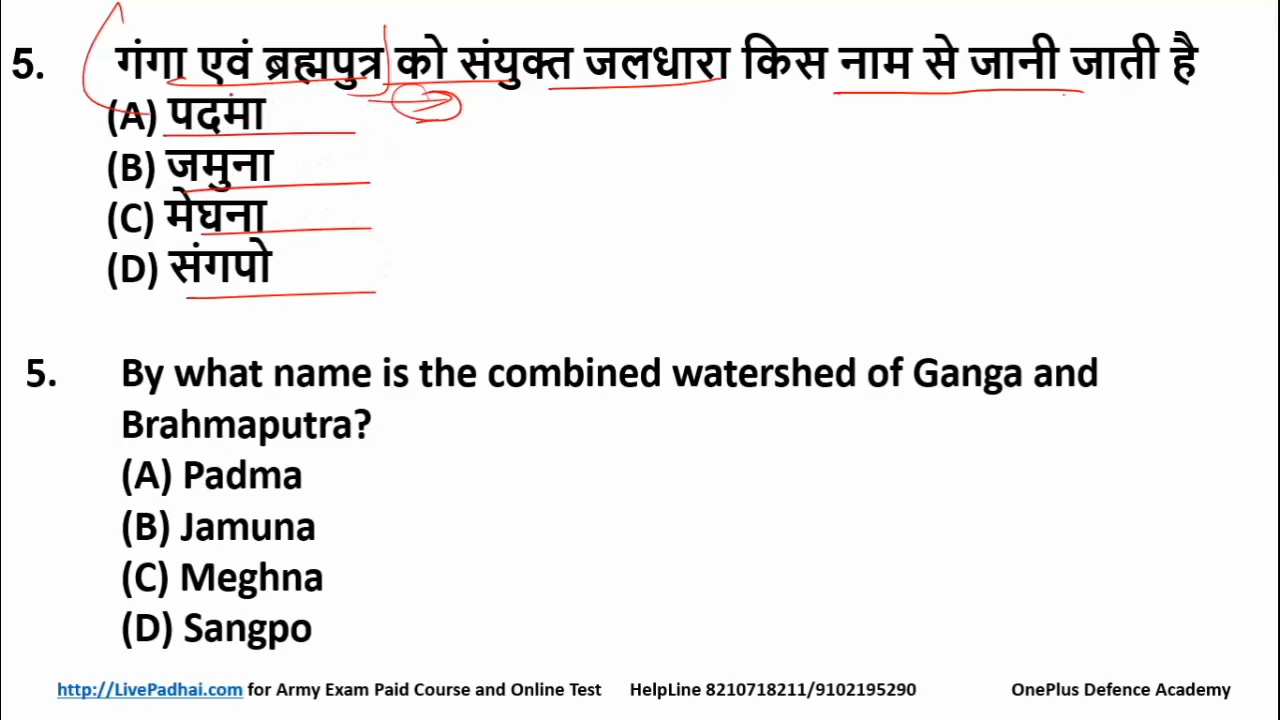 5. गंगा एवं ब्रह्मपुत्र को संयुक्त जलधारा किस नाम से जानी जाती है
(A) पदमा
(B) जमुना
(C) मेघना
(D) संगपो
5. By what name is the combined watershed of Ganga and
Brahmaputra?
(A) Padma
(B) Jamuna
(C) Meghna
(D) Sangpo
http://LivePadhai.com for Army Exam Paid Course and Online Test HelpLine 8210718211/9102195290 OnePlus Defence Academy